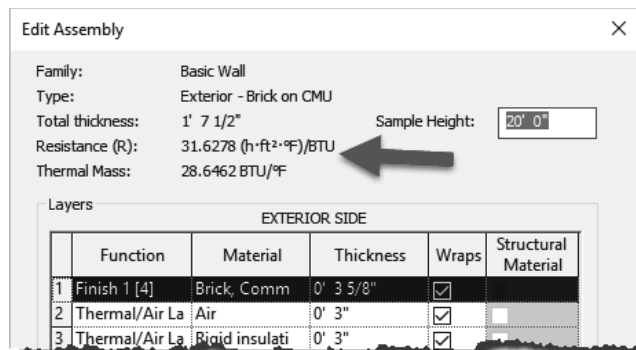 Edit Assembly
Family: Basic Wall
Type: Exterior - Brick on CMU
Total thickness: 1' 7 1/2" Sample Height: 20' 0"
Resistance (R): 31.6278 (h·ft²·°F)/BTU
Thermal Mass: 28.6462 BTU/°F
Layers
EXTERIOR SIDE
Function Material Thickness Wraps Structural Material
1 Finish 1 [4] Brick, Comm 0' 3 5/8"
2 Thermal/Air La Air 0' 3"
3 Thermal/Air La Rigid insulati 0' 3"